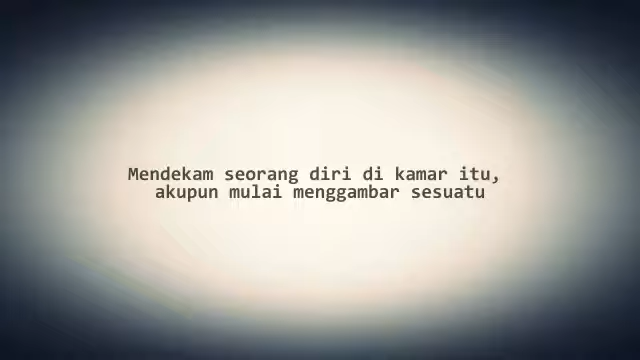 Mendekam seorang diri di kamar itu,
akupun mulai menggambar sesuatu